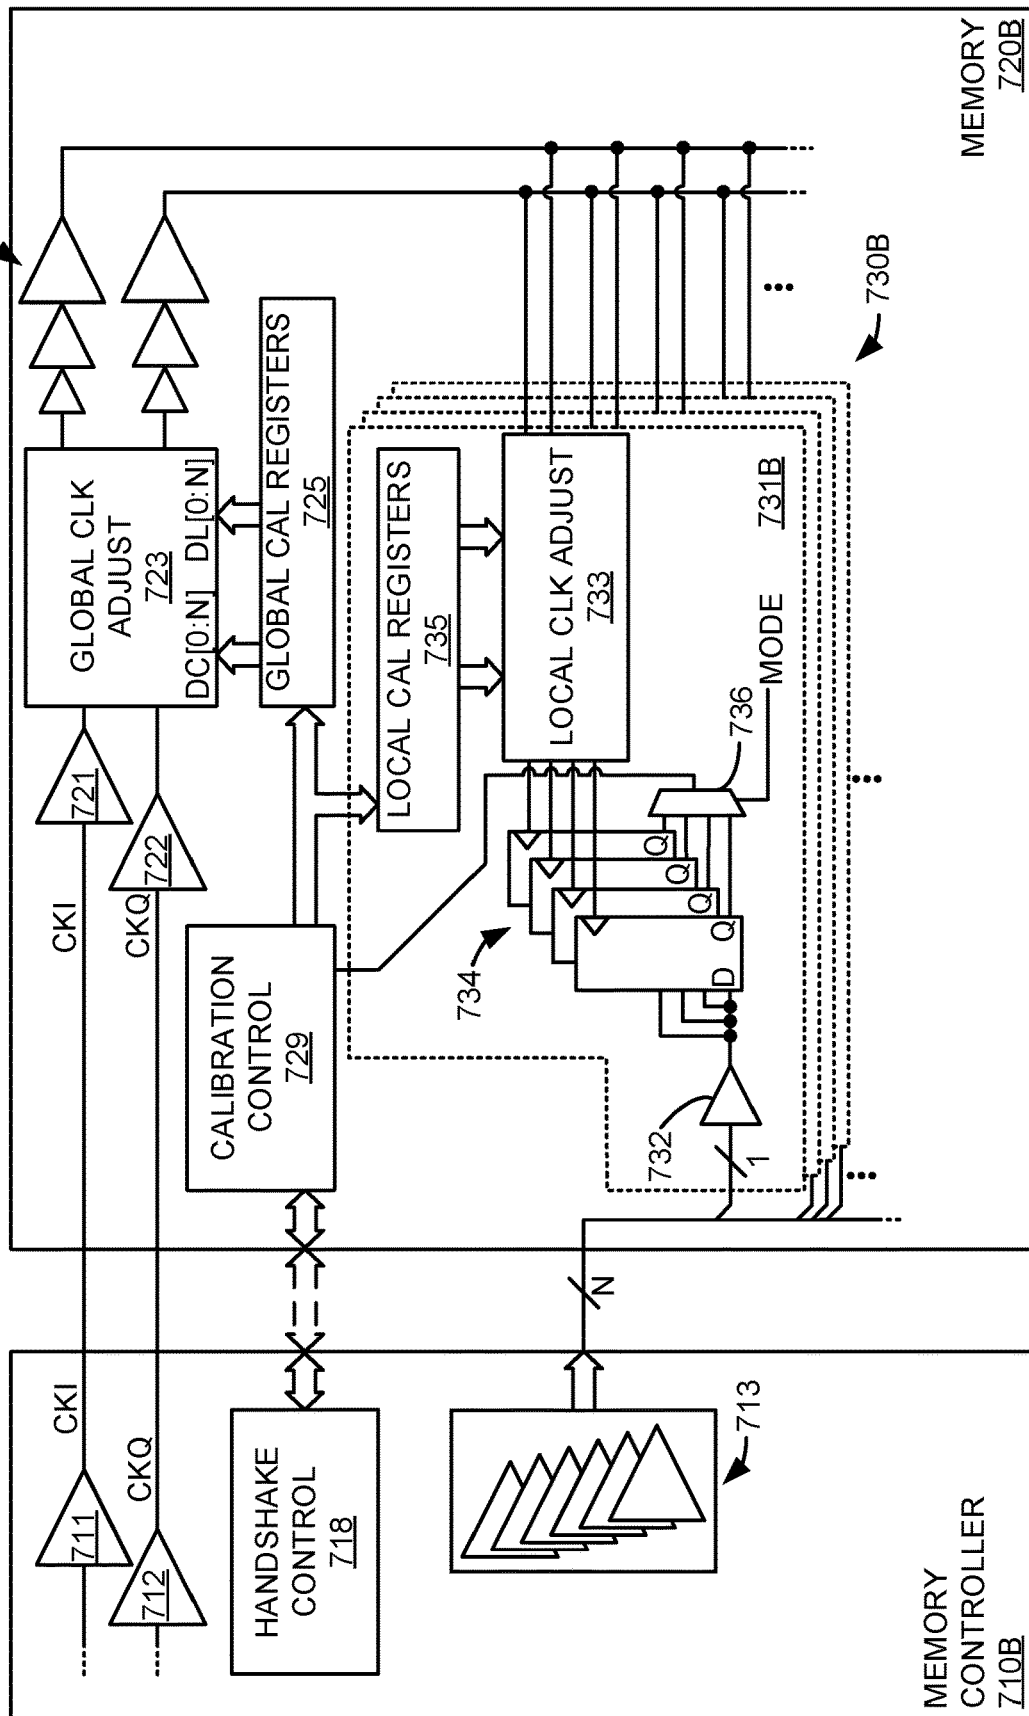 CKI
711
CKQ
712
HANDSHAKE
CONTROL
718
713
MEMORY
CONTROLLER
710B
N
CKI
721
CKQ
722
GLOBAL CLK
ADJUST
723
DC[0:N] DL[0:N]
GLOBAL CAL REGISTERS
725
CALIBRATION
CONTROL
729
LOCAL CAL REGISTERS
735
LOCAL CLK ADJUST
733
734
Q
Q
Q
D Q
736
MODE
732
1
731B
730B
MEMORY
720B